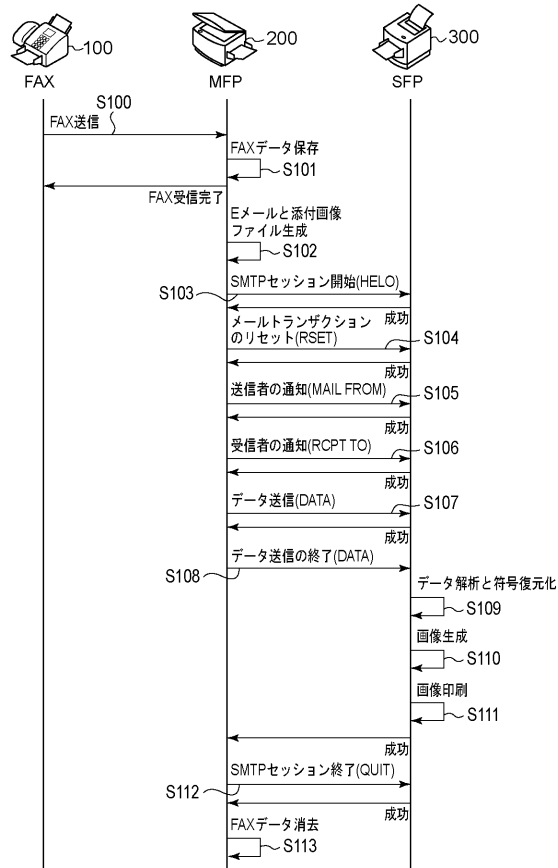 100
200
300
FAX
MFP
SFP
S100
FAX送信
FAXデータ保存
S101
FAX受信完了
Eメールと添付画像
ファイル生成
S102
SMTPセッション開始(HELO)
S103
成功
メールトランザクション
のリセット(RSET)
S104
成功
送信者の通知(MAIL FROM)
S105
成功
受信者の通知(RCPT TO)
S106
成功
データ送信(DATA)
S107
成功
データ送信の終了(DATA)
S108
データ解析と符号復元化
S109
画像生成
S110
画像印刷
S111
成功
SMTPセッション終了(QUIT)
S112
成功
FAXデータ消去
S113